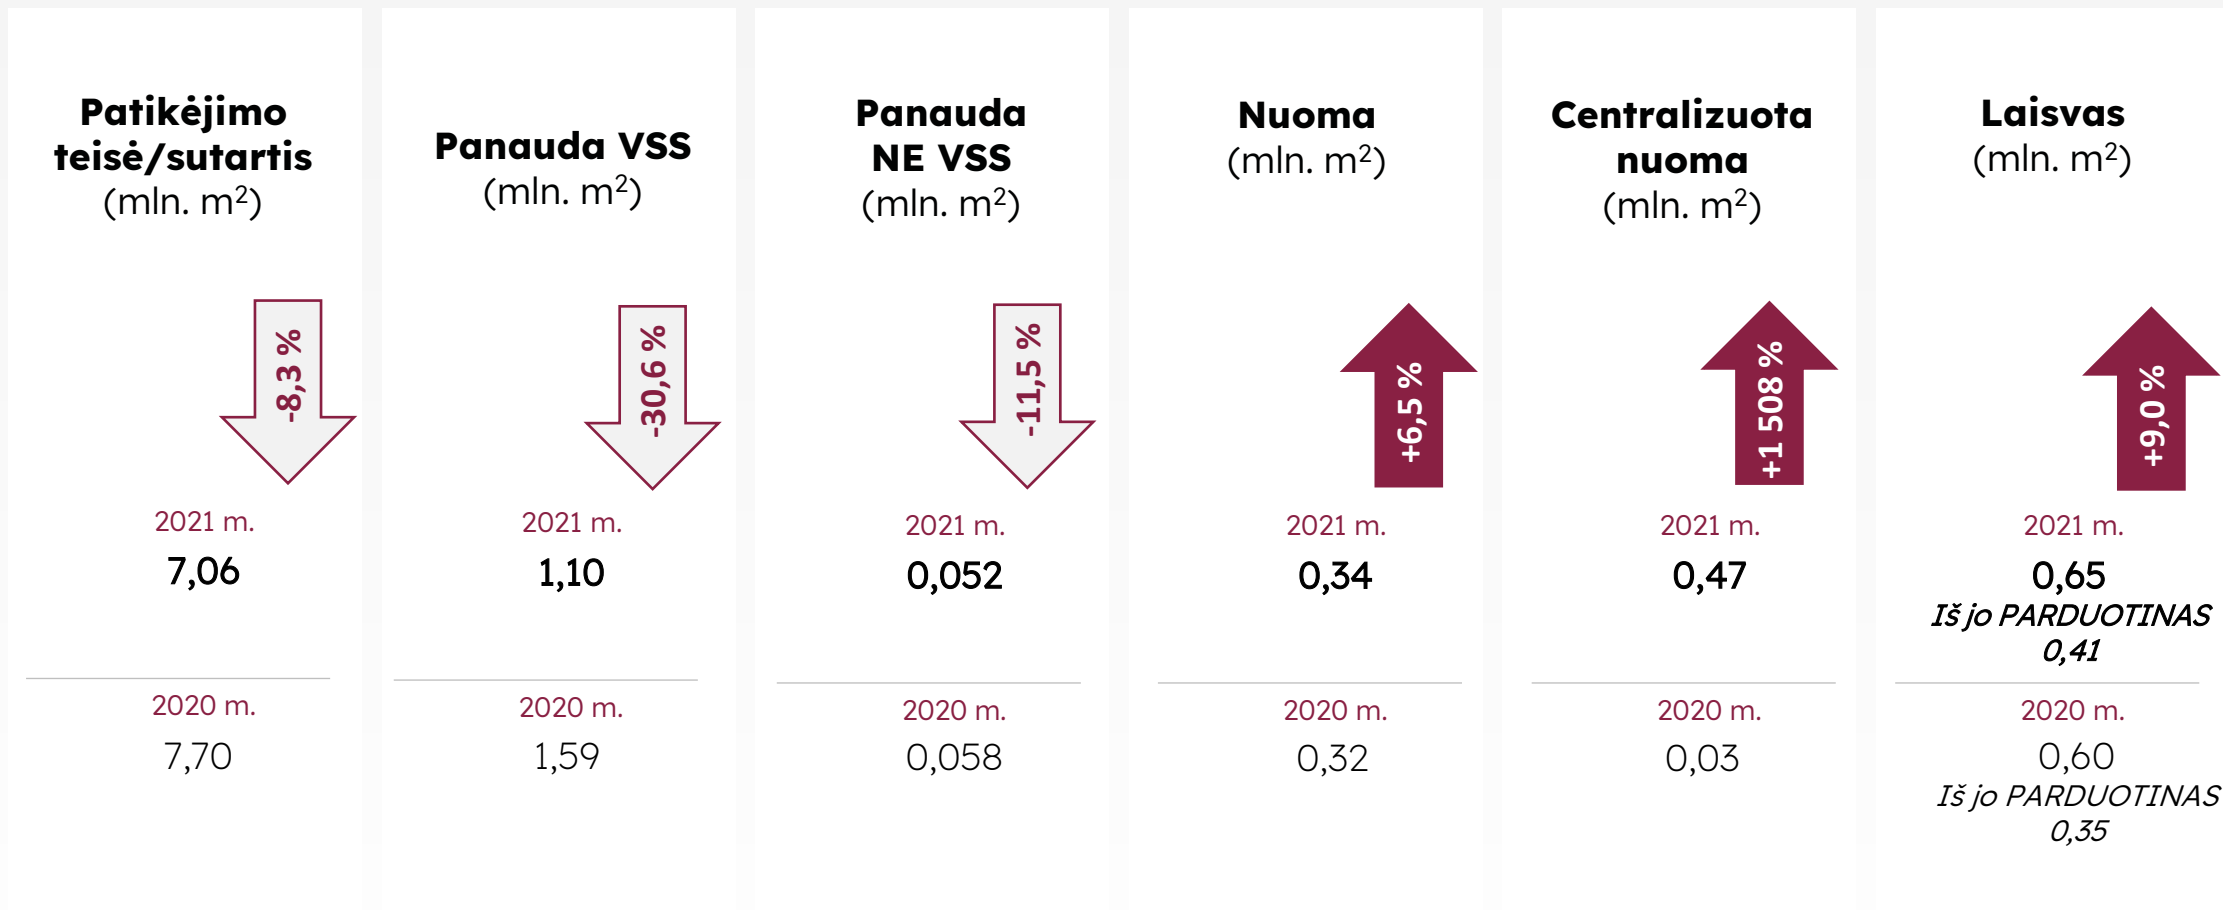 Patikėjimo
teisė/sutartis
(mln. m²)
-8,3 %
2021 m.
7,06
2020 m.
7,70
Panauda VSS
(mln. m²)
-30,6 %
2021 m.
1,10
2020 m.
1,59
Panauda
NE VSS
(mln. m²)
-11,5 %
2021 m.
0,052
2020 m.
0,058
Nuoma
(mln. m²)
+6,5 %
2021 m.
0,34
2020 m.
0,32
Centralizuota
nuoma
(mln. m²)
+1 508 %
2021 m.
0,47
2020 m.
0,03
Laisvas
(mln. m²)
+9,0 %
2021 m.
0,65
Iš jo PARDUOTINAS
0,41
2020 m.
0,60
Iš jo PARDUOTINAS
0,35